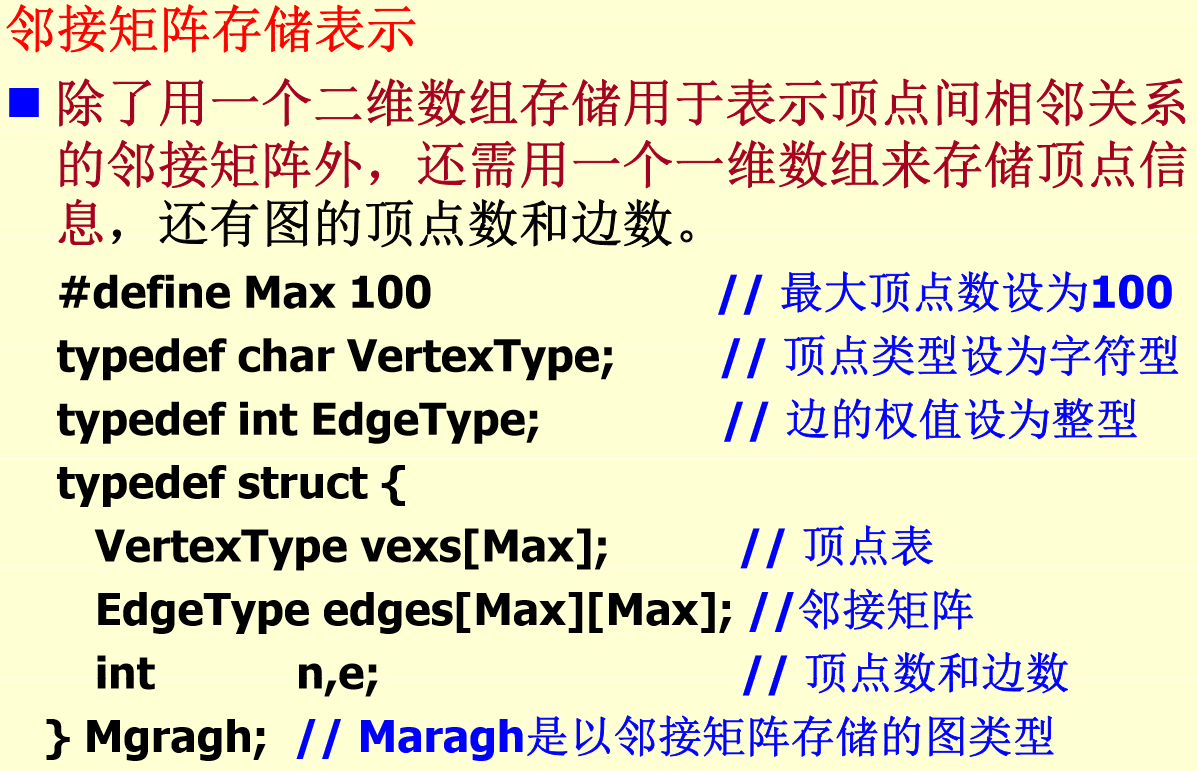 邻接矩阵存储表示
■ 除了用一个二维数组存储用于表示顶点间相邻关系
的邻接矩阵外，还需用一个一维数组来存储顶点信
息，还有图的顶点数和边数。
#define Max 100 // 最大顶点数设为100
typedef char VertexType; // 顶点类型设为字符型
typedef int EdgeType; // 边的权值设为整型
typedef struct {
VertexType vexs[Max]; // 顶点表
EdgeType edges[Max][Max]; //邻接矩阵
int n,e; // 顶点数和边数
} Mgragh; // Maragh是以邻接矩阵存储的图类型